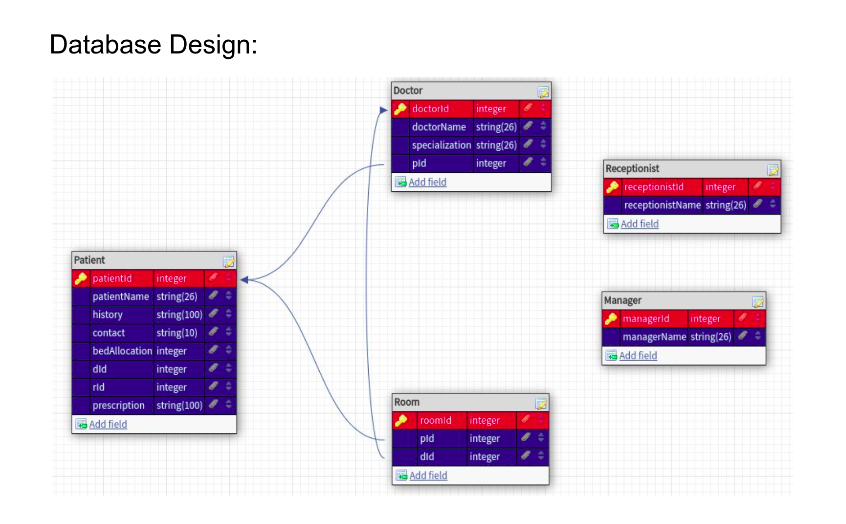 Database Design:
Doctor
doctorId integer
doctorName string(26)
specialization string(26)
pId integer
Add field
Receptionist
receptionistId integer
receptionistName string(26)
Add field
Patient
patientId integer
patientName string(26)
history string(100)
contact string(10)
bedAllocation integer
dId integer
rId integer
prescription string(100)
Add field
Manager
managerId integer
managerName string(26)
Add field
Room
roomId integer
pId integer
dId integer
Add field